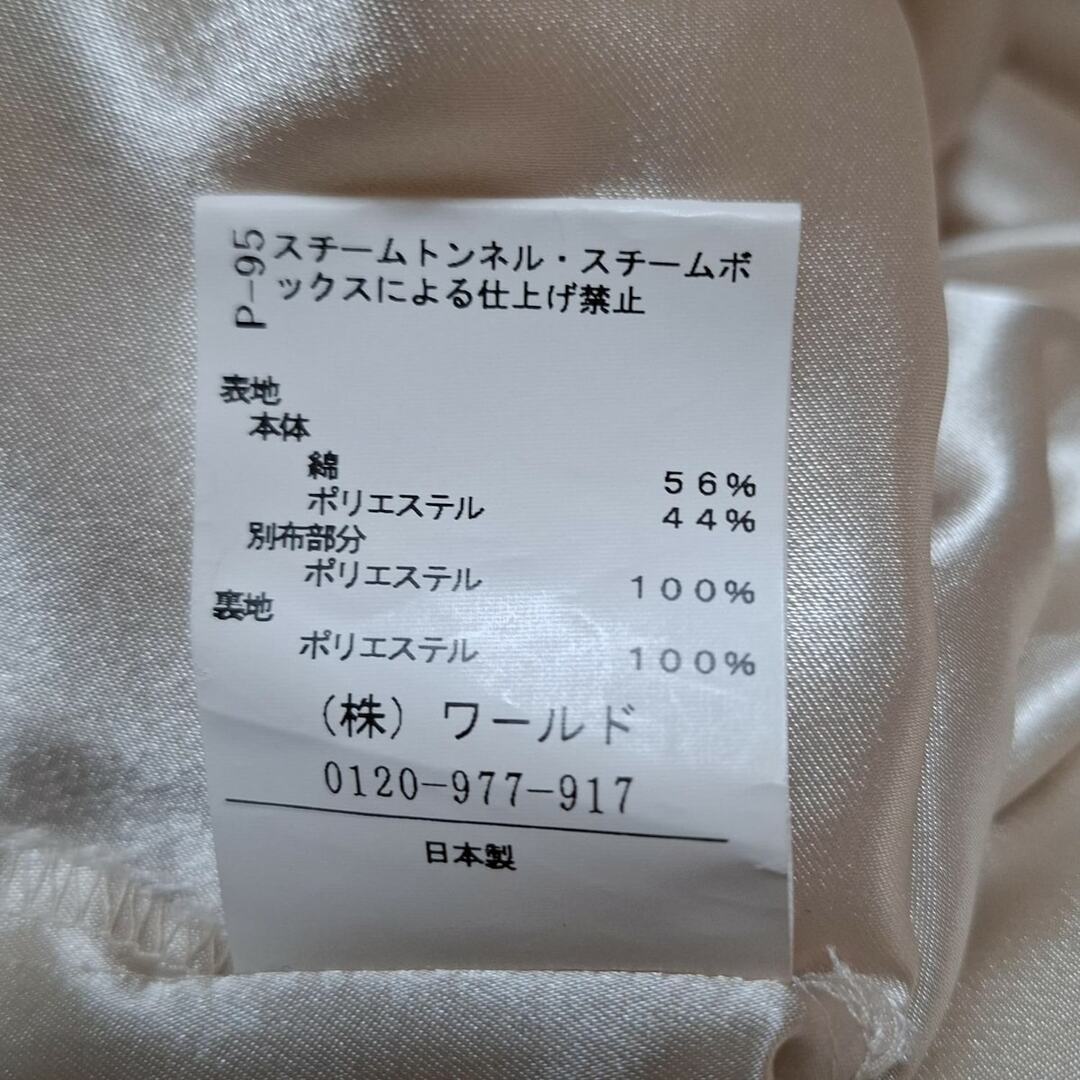 P-95
スチームトンネル・スチームボ
ックスによる仕上げ禁止
表地
本体
綿 56%
ポリエステル 44%
別布部分
ポリエステル 100%
裏地
ポリエステル 100%
(株)ワールド
0120-977-917
日本製